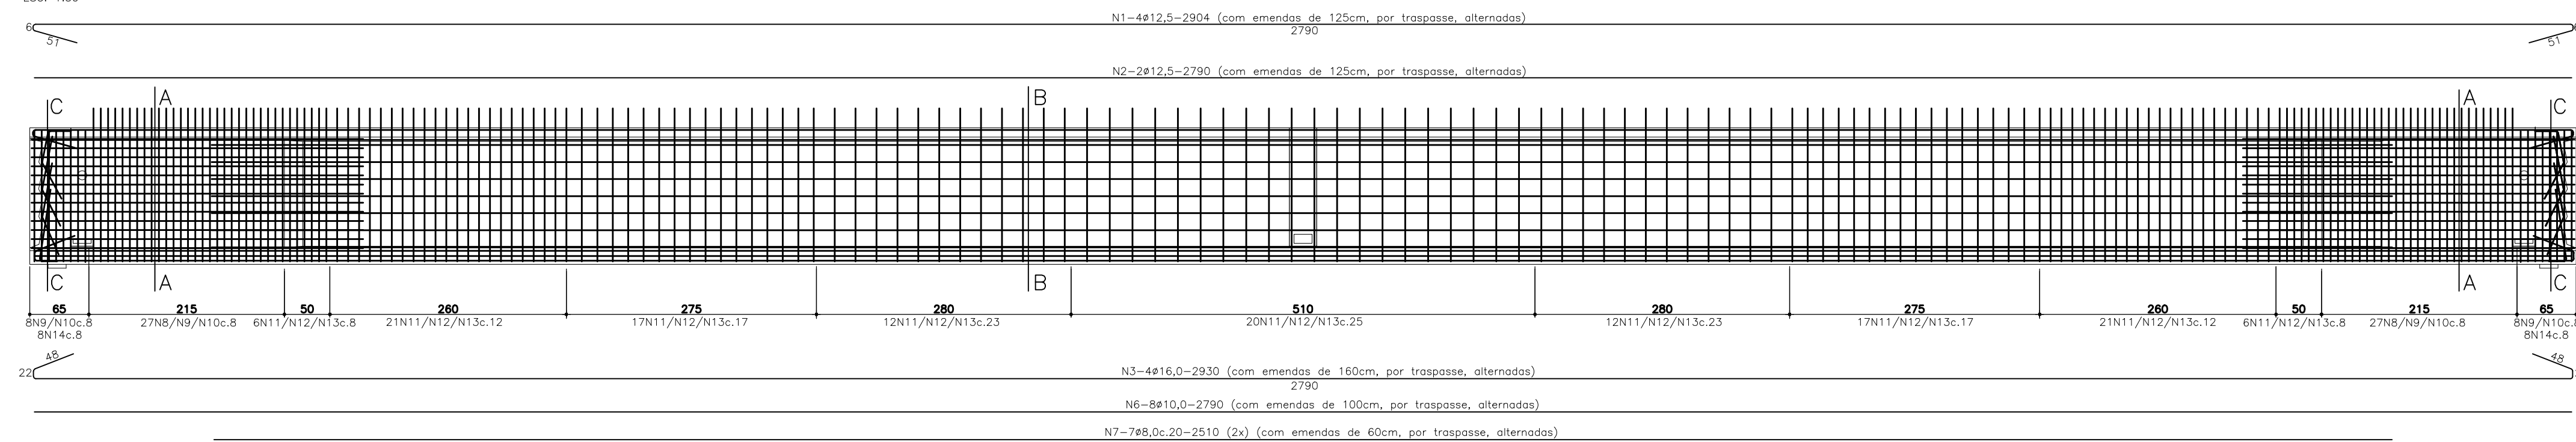 N1-4ø12,5-2904 (com emendas de 125cm, por traspasse, alternadas)
6
51
2790
51
N2-2ø12,5-2790 (com emendas de 125cm, por traspasse, alternadas)
C A B A C
C A B A C
65 215 50 260 275 280 510 280 275 260 50 215 65
8N9/N10c.8 27N8/N9/N10c.8 6N11/N12/N13c.8 21N11/N12/N13c.12 17N11/N12/N13c.17 12N11/N12/N13c.23 20N11/N12/N13c.25 12N11/N12/N13c.23 17N11/N12/N13c.17 21N11/N12/N13c.12 6N11/N12/N13c.8 27N8/N9/N10c.8
8N14c.8 8N14c.8
48 48
22
N3-4ø16,0-2930 (com emendas de 160cm, por traspasse, alternadas)
2790
N6-8ø10,0-2790 (com emendas de 100cm, por traspasse, alternadas)
N7-7ø8,0c.20-2510 (2x) (com emendas de 60cm, por traspasse, alternadas)